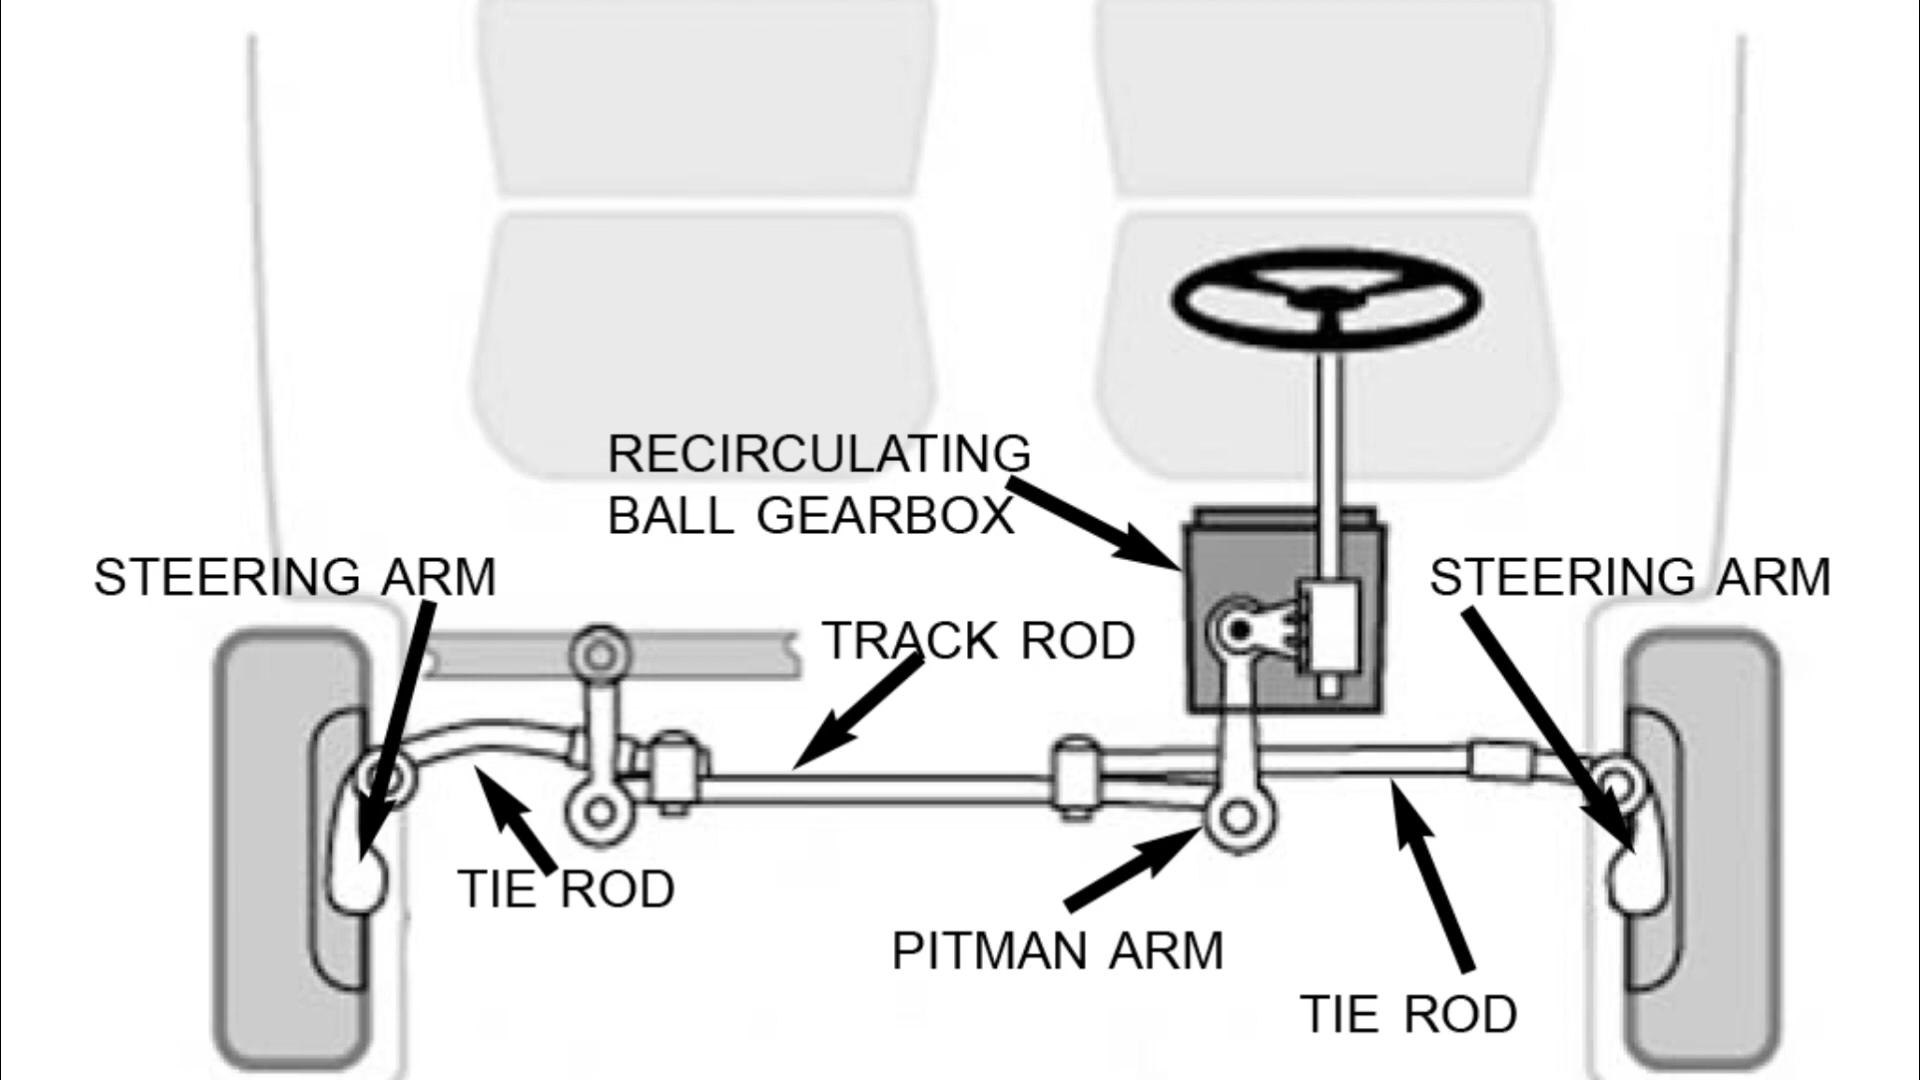 RECIRCULATING
BALL GEARBOX
STEERING ARM
STEERING ARM
TRACK ROD
TIE ROD
PITMAN ARM
TIE ROD